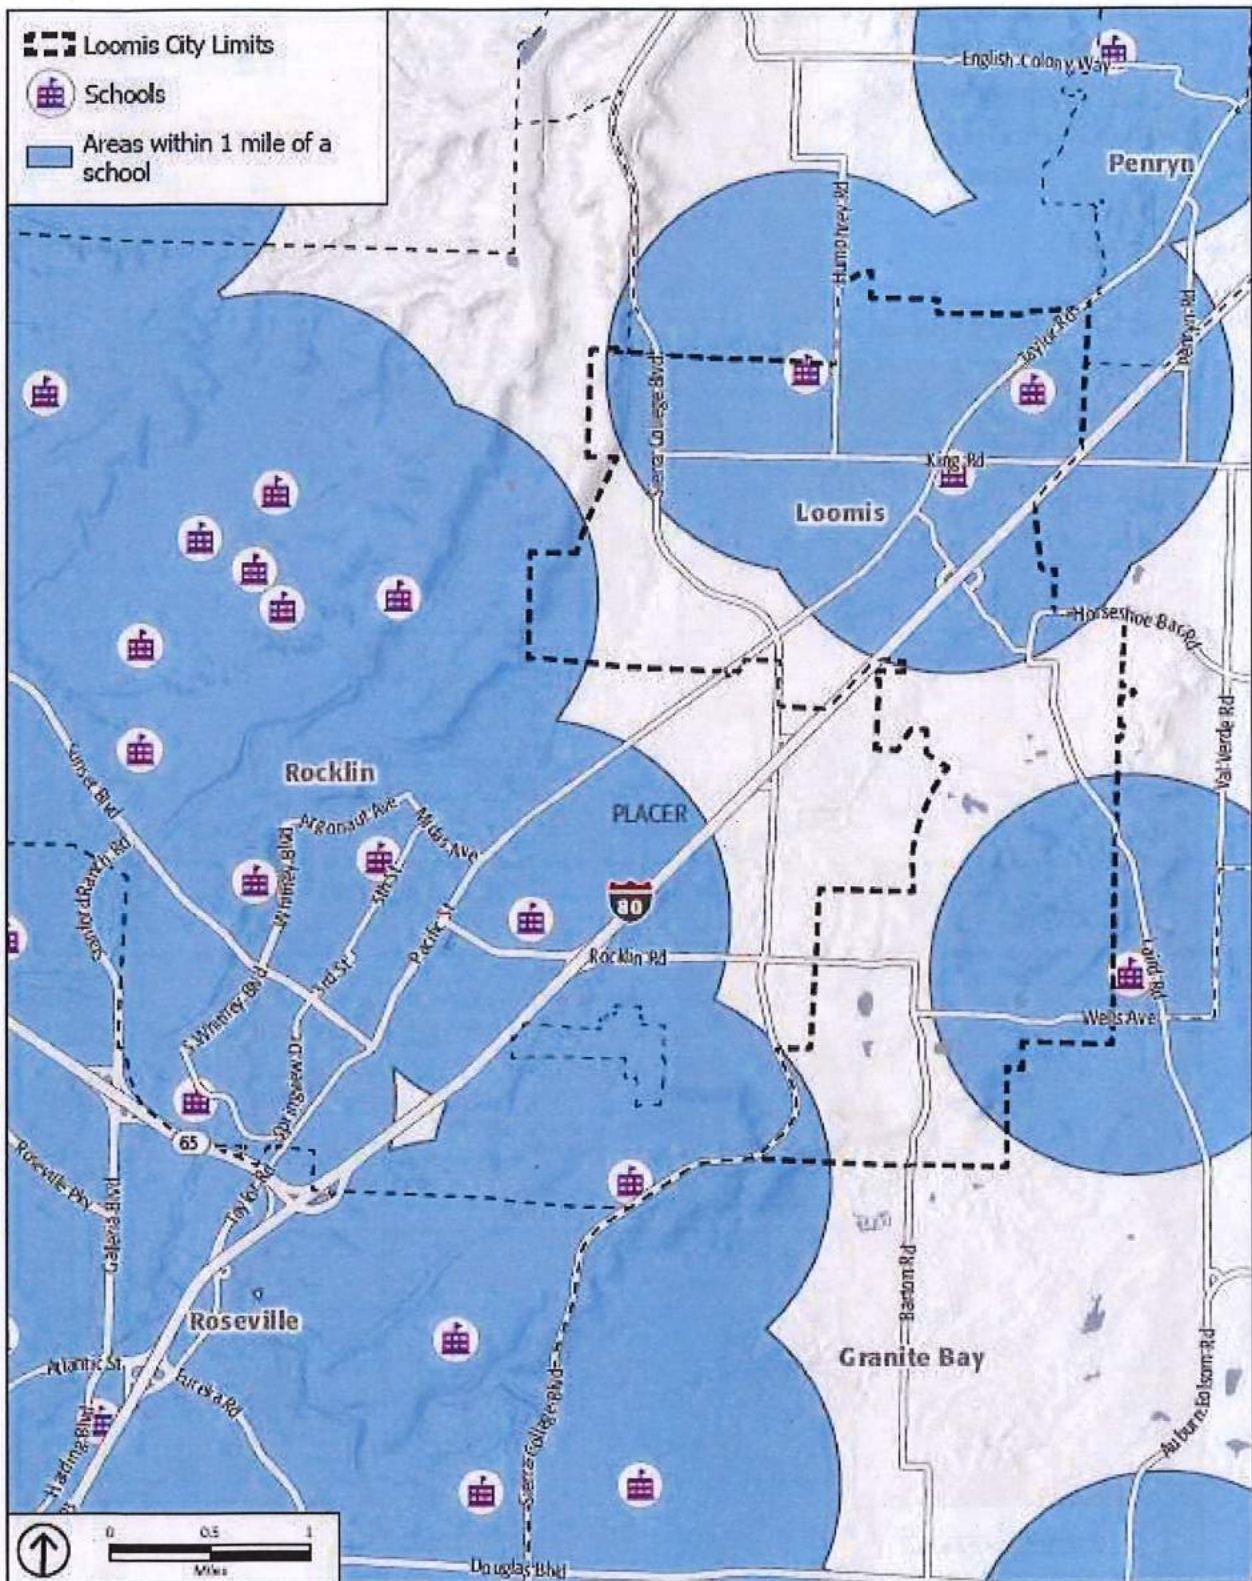 Loomis City Limits
Schools
Areas within 1 mile of a
school
English Colony Way
Penryn
Humphrey Rd
Taylor Rd
Penryn Rd
Sierra College Blvd
King Rd
Loomis
Horseshoe Bar Rd
Val Verde Rd
Sunset Blvd
Rocklin
Argonaut Ave
Midas Ave
PLACER
Stanford Ranch Rd
Whitney Blvd
5th St
Pacific St
80
Rocklin Rd
3rd St
Laird Rd
S Whitney Blvd
Wells Ave
Springview Dr
65
Roseville Pky
Galleria Blvd
Taylor Rd
Roseville
Barton Rd
Granite Bay
Atlantic St
Eureka Rd
Sierra College Blvd
Harding Blvd
Auburn Folsom Rd
0 0.5 1
Miles
Douglas Blvd